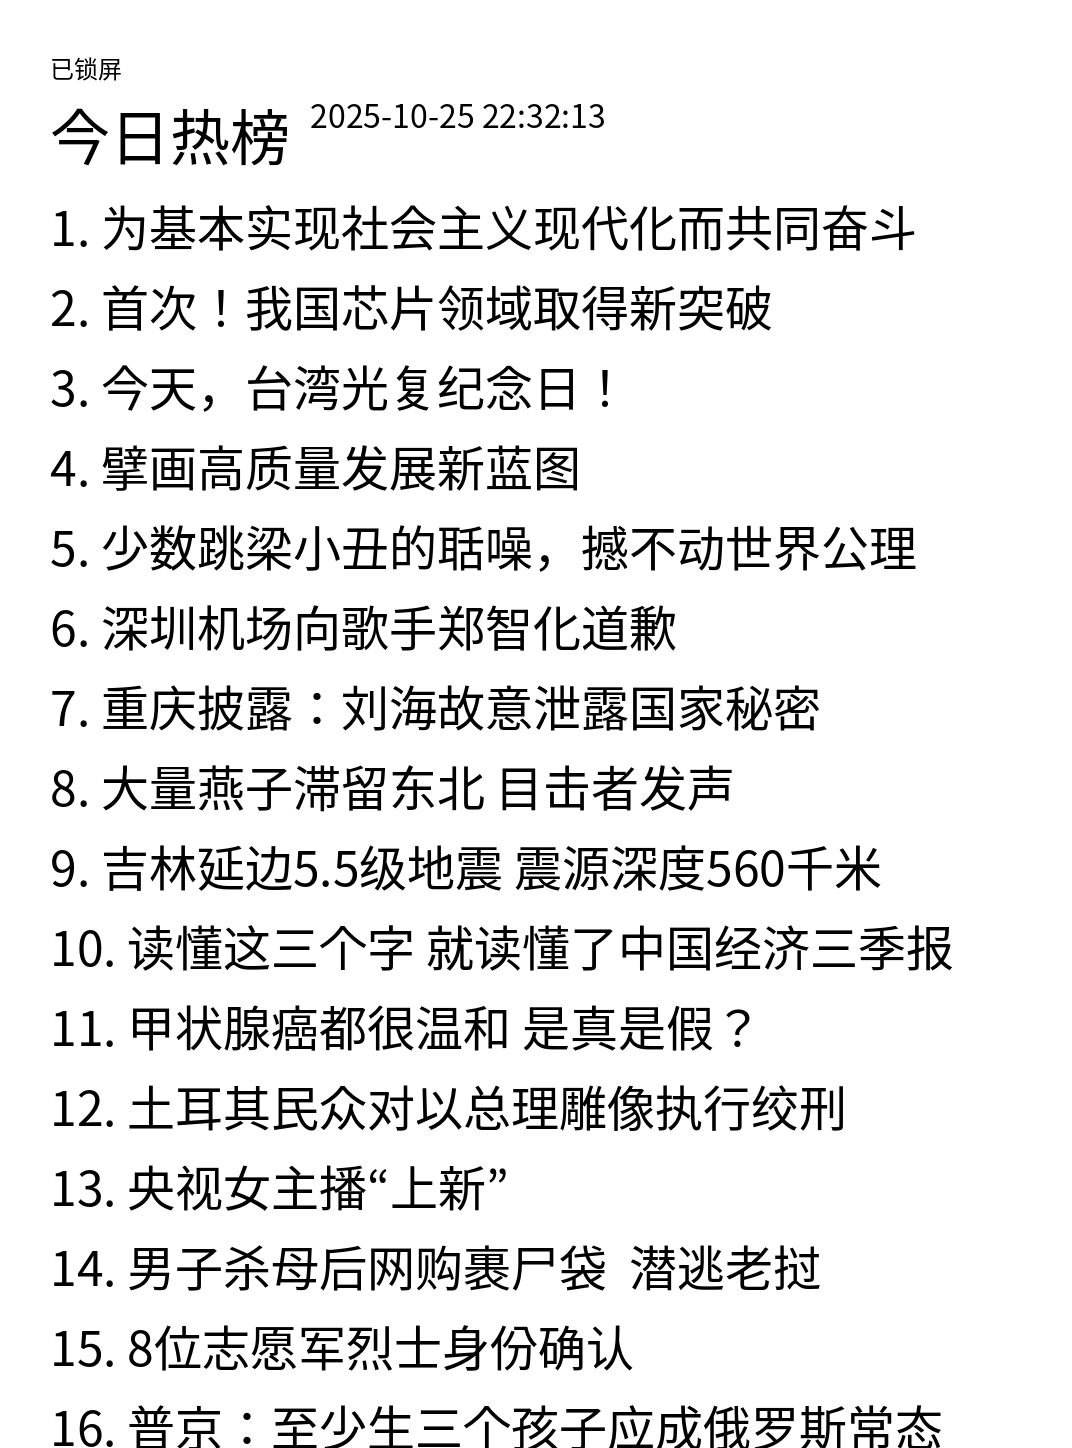 已锁屏
今日热榜 2025-10-25 22:32:13
1. 为基本实现社会主义现代化而共同奋斗
2. 首次！我国芯片领域取得新突破
3. 今天，台湾光复纪念日！
4. 擘画高质量发展新蓝图
5. 少数跳梁小丑的聒噪，撼不动世界公理
6. 深圳机场向歌手郑智化道歉
7. 重庆披露：刘海故意泄露国家秘密
8. 大量燕子滞留东北 目击者发声
9. 吉林延边5.5级地震 震源深度560千米
10. 读懂这三个字 就读懂了中国经济三季报
11. 甲状腺癌都很温和 是真是假？
12. 土耳其民众对以总理雕像执行绞刑
13. 央视女主播“上新”
14. 男子杀母后网购裹尸袋  潜逃老挝
15. 8位志愿军烈士身份确认
16. 普京：至少生三个孩子应成俄罗斯常态